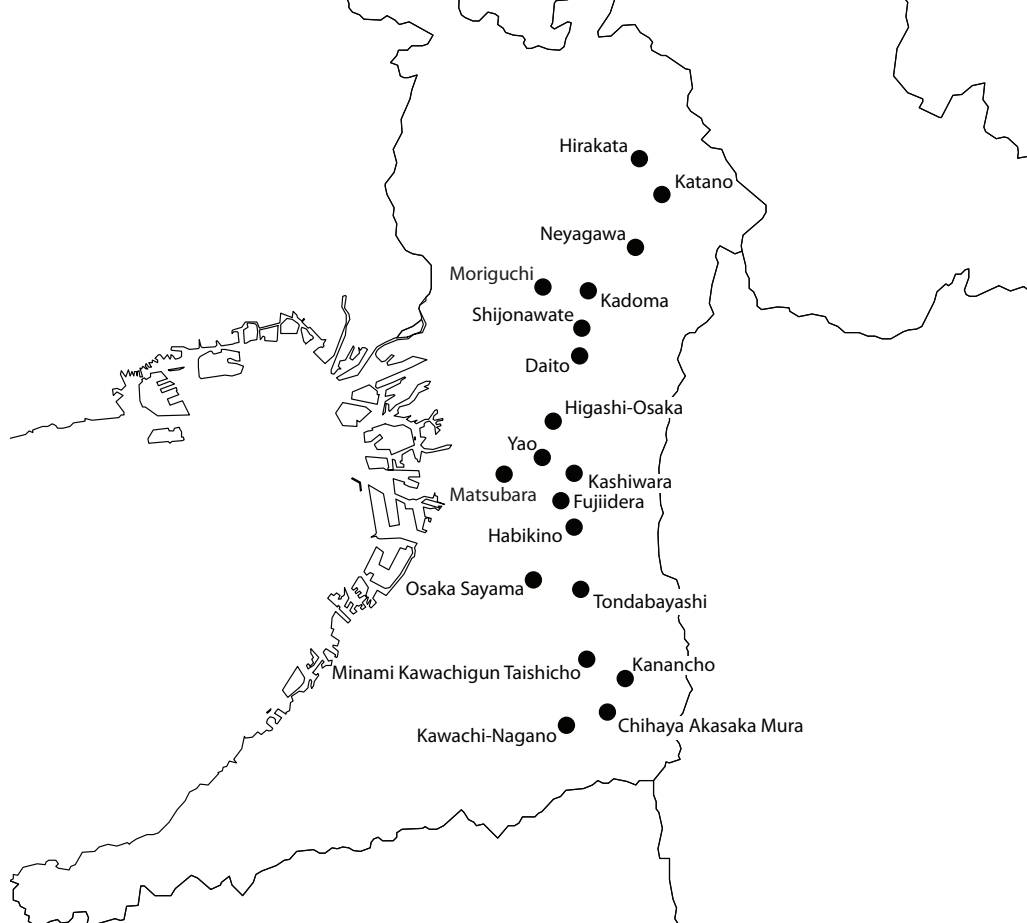 Hirakata
Katano
Neyagawa
Moriguchi
Kadoma
Shijonawate
Daito
Higashi-Osaka
Yao
Kashiwara
Matsubara
Fujiidera
Habikino
Osaka Sayama
Tondabayashi
Kanancho
Minami Kawachigun Taishicho
Chihaya Akasaka Mura
Kawachi-Nagano